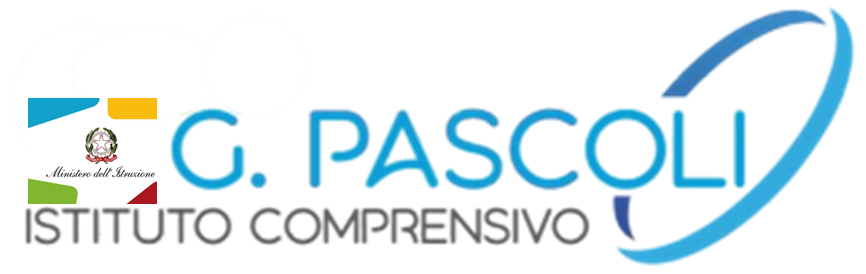 G. PASCOLI
Ministero dell'Istruzione
ISTITUTO COMPRENSIVO